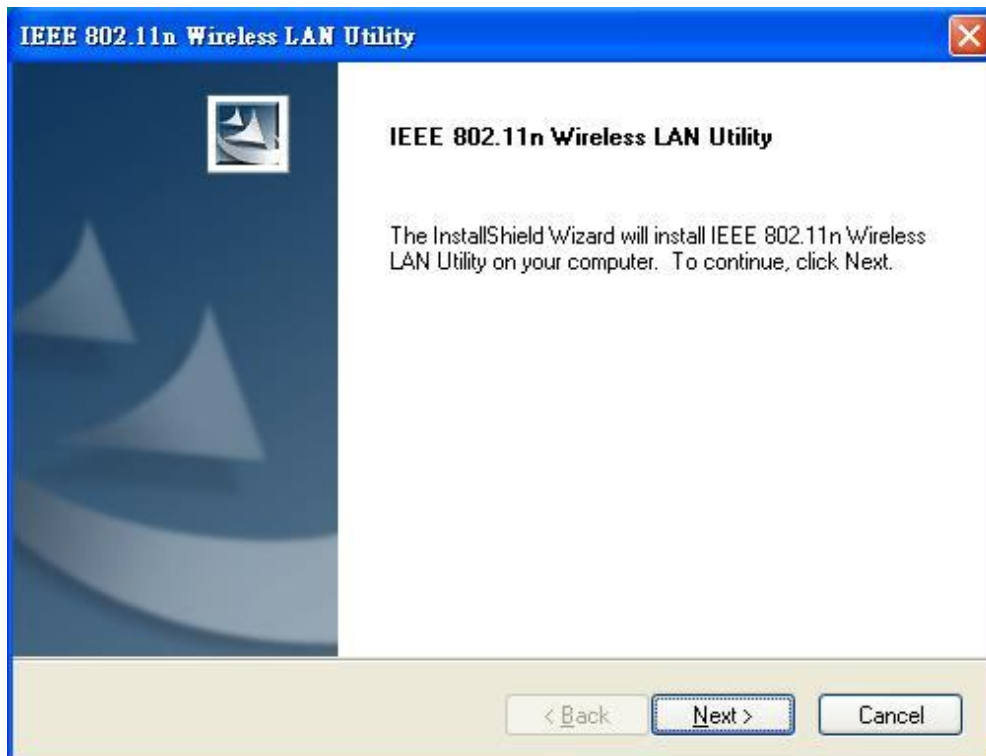 IEEE 802.11n Wireless LAN Utility
IEEE 802.11n Wireless LAN Utility
The InstallShield Wizard will install IEEE 802.11n Wireless
LAN Utility on your computer.  To continue, click Next.
< Back
Next >
Cancel